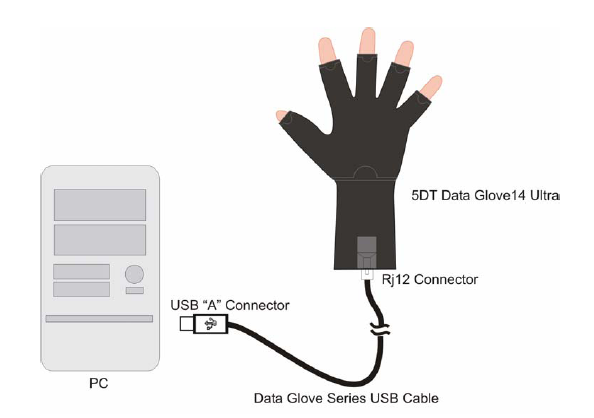 5DT Data Glove14 Ultra
Rj12 Connector
USB “A” Connector
PC
Data Glove Series USB Cable